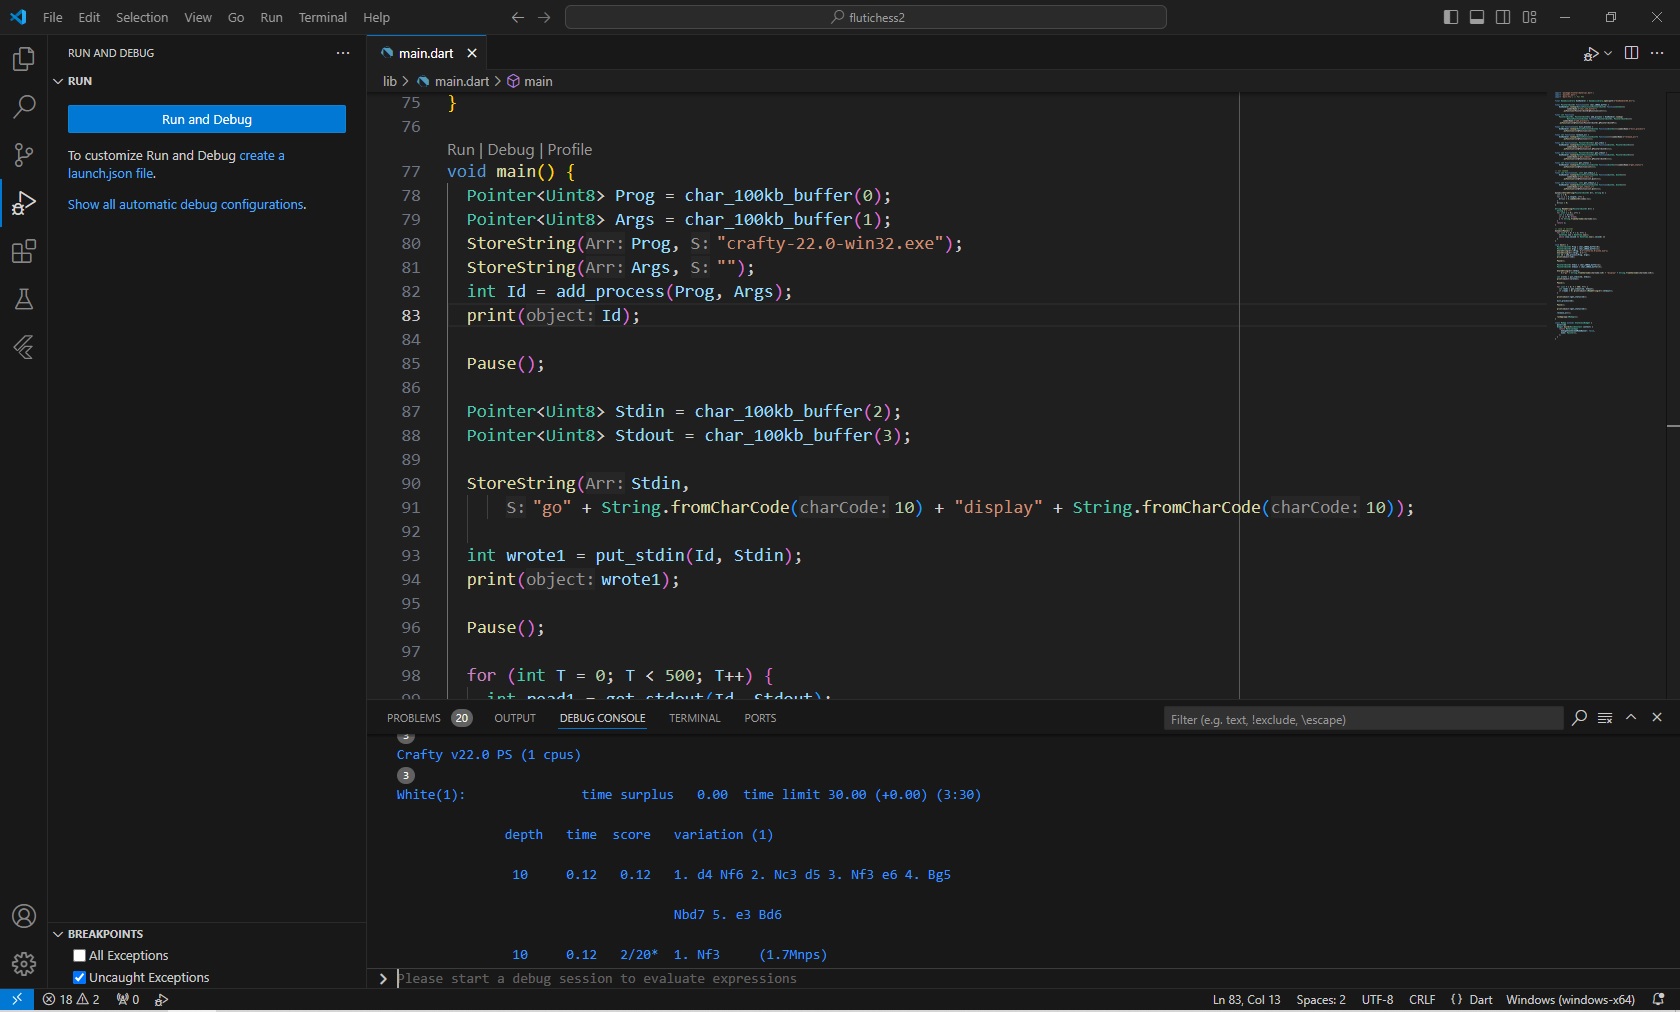 File Edit Selection View Go Run Terminal Help
flutichess2
RUN AND DEBUG
RUN
Run and Debug
To customize Run and Debug create a
launch.json file.
Show all automatic debug configurations.
main.dart
lib > main.dart > main
75 }
76
Run | Debug | Profile
77 void main() {
78 Pointer<Uint8> Prog = char_100kb_buffer(0);
79 Pointer<Uint8> Args = char_100kb_buffer(1);
80 StoreString(Arr: Prog, S: "crafty-22.0-win32.exe");
81 StoreString(Arr: Args, S: "");
82 int Id = add_process(Prog, Args);
83 print(object: Id);
84
85 Pause();
86
87 Pointer<Uint8> Stdin = char_100kb_buffer(2);
88 Pointer<Uint8> Stdout = char_100kb_buffer(3);
89
90 StoreString(Arr: Stdin,
91 S: "go" + String.fromCharCode(charCode: 10) + "display" + String.fromCharCode(charCode: 10));
92
93 int wrote1 = put_stdin(Id, Stdin);
94 print(object: wrote1);
95
96 Pause();
97
98 for (int T = 0; T < 500; T++) {
99 int read1 = get_stdout(Id, Stdout);
PROBLEMS 20 OUTPUT DEBUG CONSOLE TERMINAL PORTS
Filter (e.g. text, !exclude, \escape)
3
Crafty v22.0 PS (1 cpus)
3
White(1): time surplus 0.00 time limit 30.00 (+0.00) (3:30)
depth time score variation (1)
10 0.12 0.12 1. d4 Nf6 2. Nc3 d5 3. Nf3 e6 4. Bg5
Nbd7 5. e3 Bd6
10 0.12 2/20* 1. Nf3 (1.7Mnps)
Please start a debug session to evaluate expressions
BREAKPOINTS
All Exceptions
Uncaught Exceptions
18 2 0
Ln 83, Col 13 Spaces: 2 UTF-8 CRLF {} Dart Windows (windows-x64)